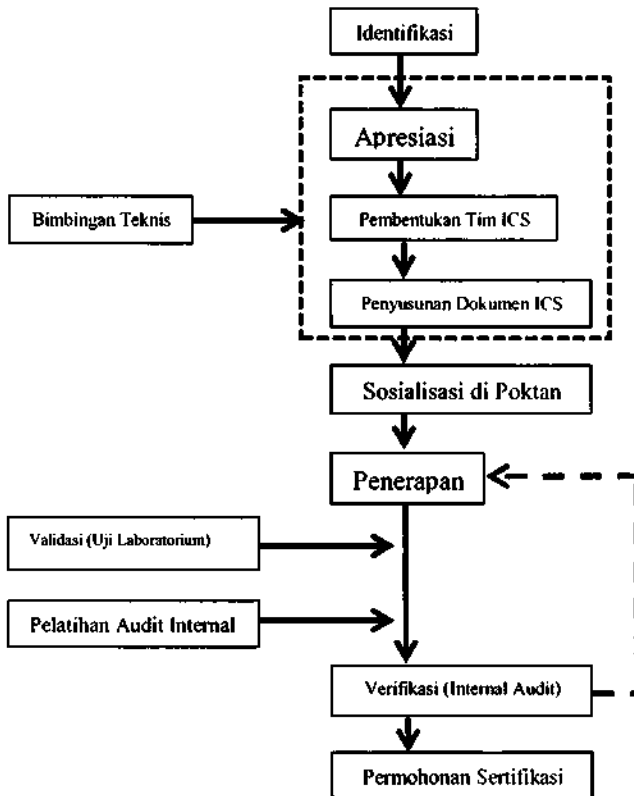 Identifikasi
Apresiasi
Bimbingan Teknis
Pembentukan Tim ICS
Penyusunan Dokumen ICS
Sosialisasi di Poktan
Penerapan
Validasi (Uji Laboratorium)
Pelatihan Audit Internal
Verifikasi (Internal Audit)
Permohonan Sertifikasi